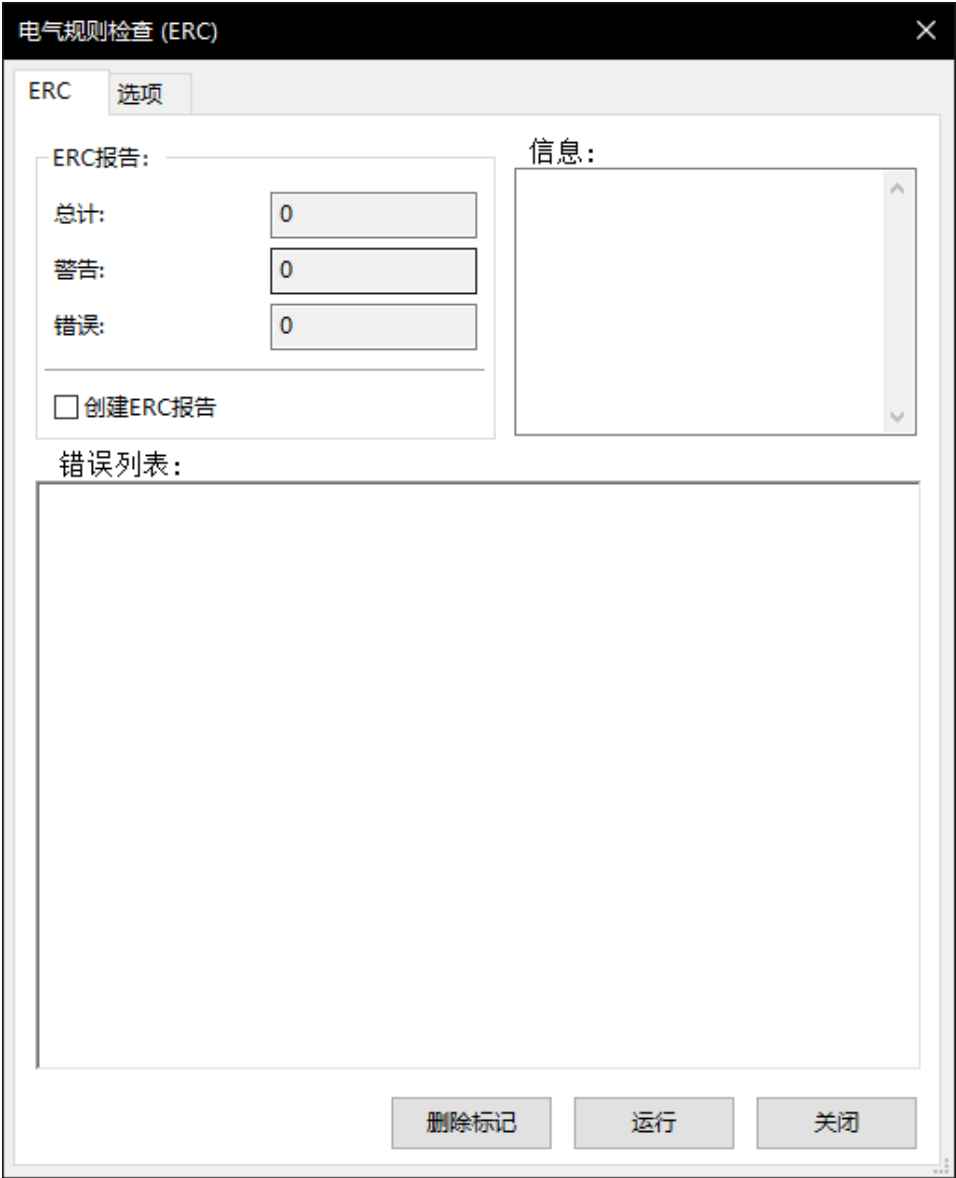 电气规则检查 (ERC)
ERC 选项
ERC报告:
总计: 0
警告: 0
错误: 0
创建ERC报告
信息:
错误列表:
删除标记 运行 关闭